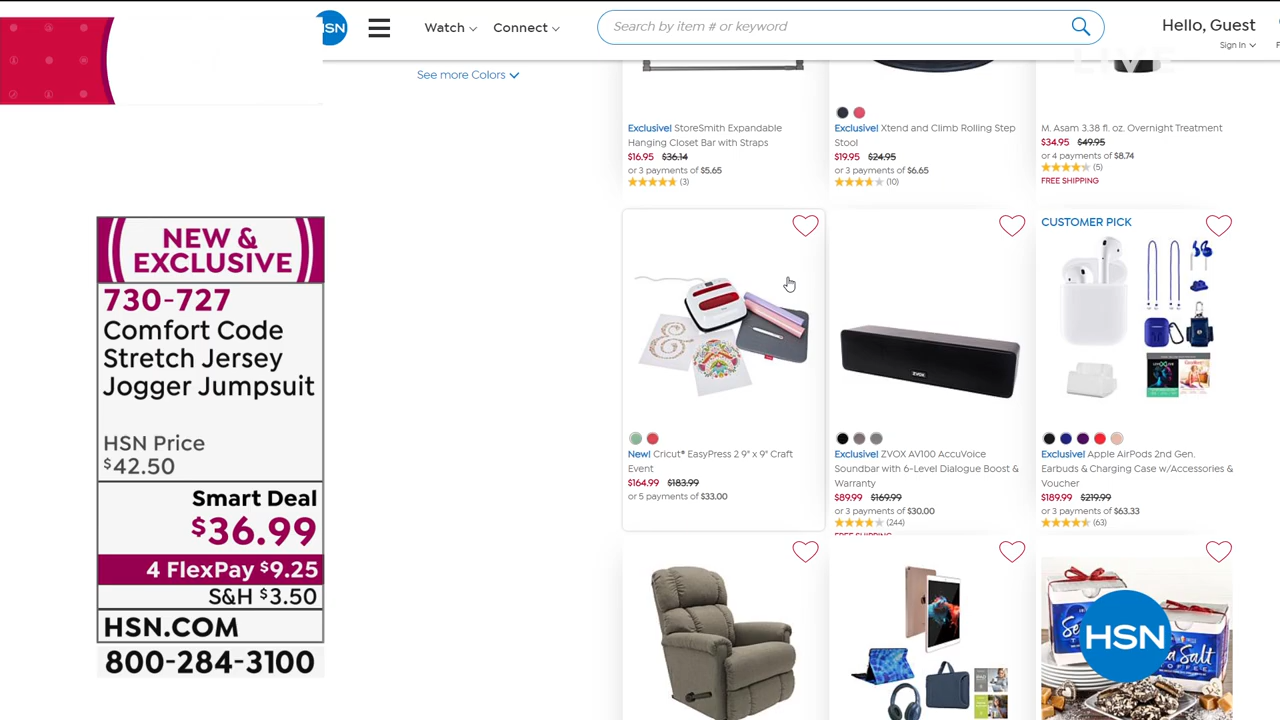 HSN
Watch
Connect
Search by item # or keyword
Hello, Guest
Sign In
LIVE
See more Colors
Exclusive! StoreSmith Expandable
Hanging Closet Bar with Straps
$16.95 $36.14
or 3 payments of $5.65
(3)
Exclusive! Xtend and Climb Rolling Step
Stool
$19.95 $24.95
or 3 payments of $6.65
(10)
M. Asam 3.38 fl. oz. Overnight Treatment
$34.95 $49.95
or 4 payments of $8.74
(5)
FREE SHIPPING
NEW &
EXCLUSIVE
730-727
Comfort Code
Stretch Jersey
Jogger Jumpsuit
HSN Price
$42.50
Smart Deal
$36.99
4 FlexPay $9.25
S&H $3.50
HSN.COM
800-284-3100
New! Cricut® EasyPress 2 9" x 9" Craft
Event
$164.99 $183.99
or 5 payments of $33.00
ZVOX
Exclusive! ZVOX AV100 AccuVoice
Soundbar with 6-Level Dialogue Boost &
Warranty
$89.99 $169.99
or 3 payments of $30.00
(244)
FREE SHIPPING
CUSTOMER PICK
Exclusive! Apple AirPods 2nd Gen.
Earbuds & Charging Case w/Accessories &
Voucher
$189.99 $219.99
or 3 payments of $63.33
(63)
HSN
Salt